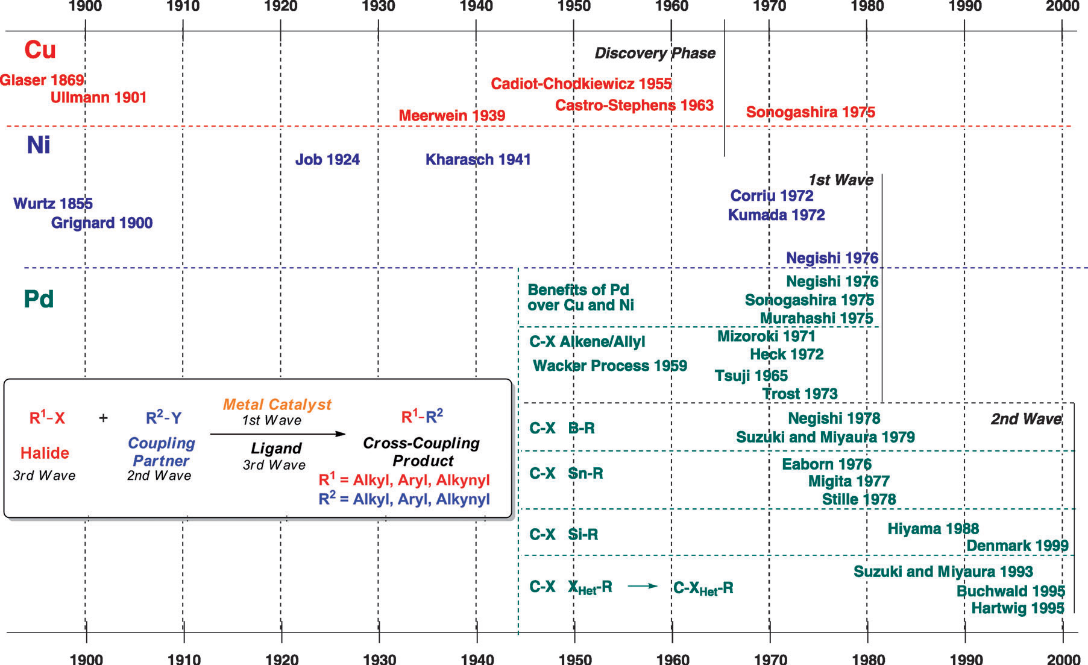 1900 1910 1920 1930 1940 1950 1960 1970 1980 1990 2000
Cu
Discovery Phase
Glaser 1869
Ullmann 1901
Cadiot-Chodkiewicz 1955
Castro-Stephens 1963
Meerwein 1939
Sonogashira 1975
Ni
Job 1924
Kharasch 1941
1st Wave
Wurtz 1855
Grignard 1900
Corriu 1972
Kumada 1972
Negishi 1976
Pd
Benefits of Pd
over Cu and Ni
Negishi 1976
Sonogashira 1975
Murahashi 1975
C-X Alkene/Allyl
Wacker Process 1959
Mizoroki 1971
Heck 1972
Tsuji 1965
Trost 1973
R1-X + R2-Y
Metal Catalyst
1st Wave
Ligand
3rd Wave
R1-R2
Halide
3rd Wave
Coupling
Partner
2nd Wave
Cross-Coupling
Product
R1 = Alkyl, Aryl, Alkynyl
R2 = Alkyl, Aryl, Alkynyl
2nd Wave
C-X B-R
Negishi 1978
Suzuki and Miyaura 1979
C-X Sn-R
Eaborn 1976
Migita 1977
Stille 1978
C-X Si-R
Hiyama 1988
Denmark 1999
C-X XHet-R → C-XHet-R
Suzuki and Miyaura 1993
Buchwald 1995
Hartwig 1995
1900 1910 1920 1930 1940 1950 1960 1970 1980 1990 2000